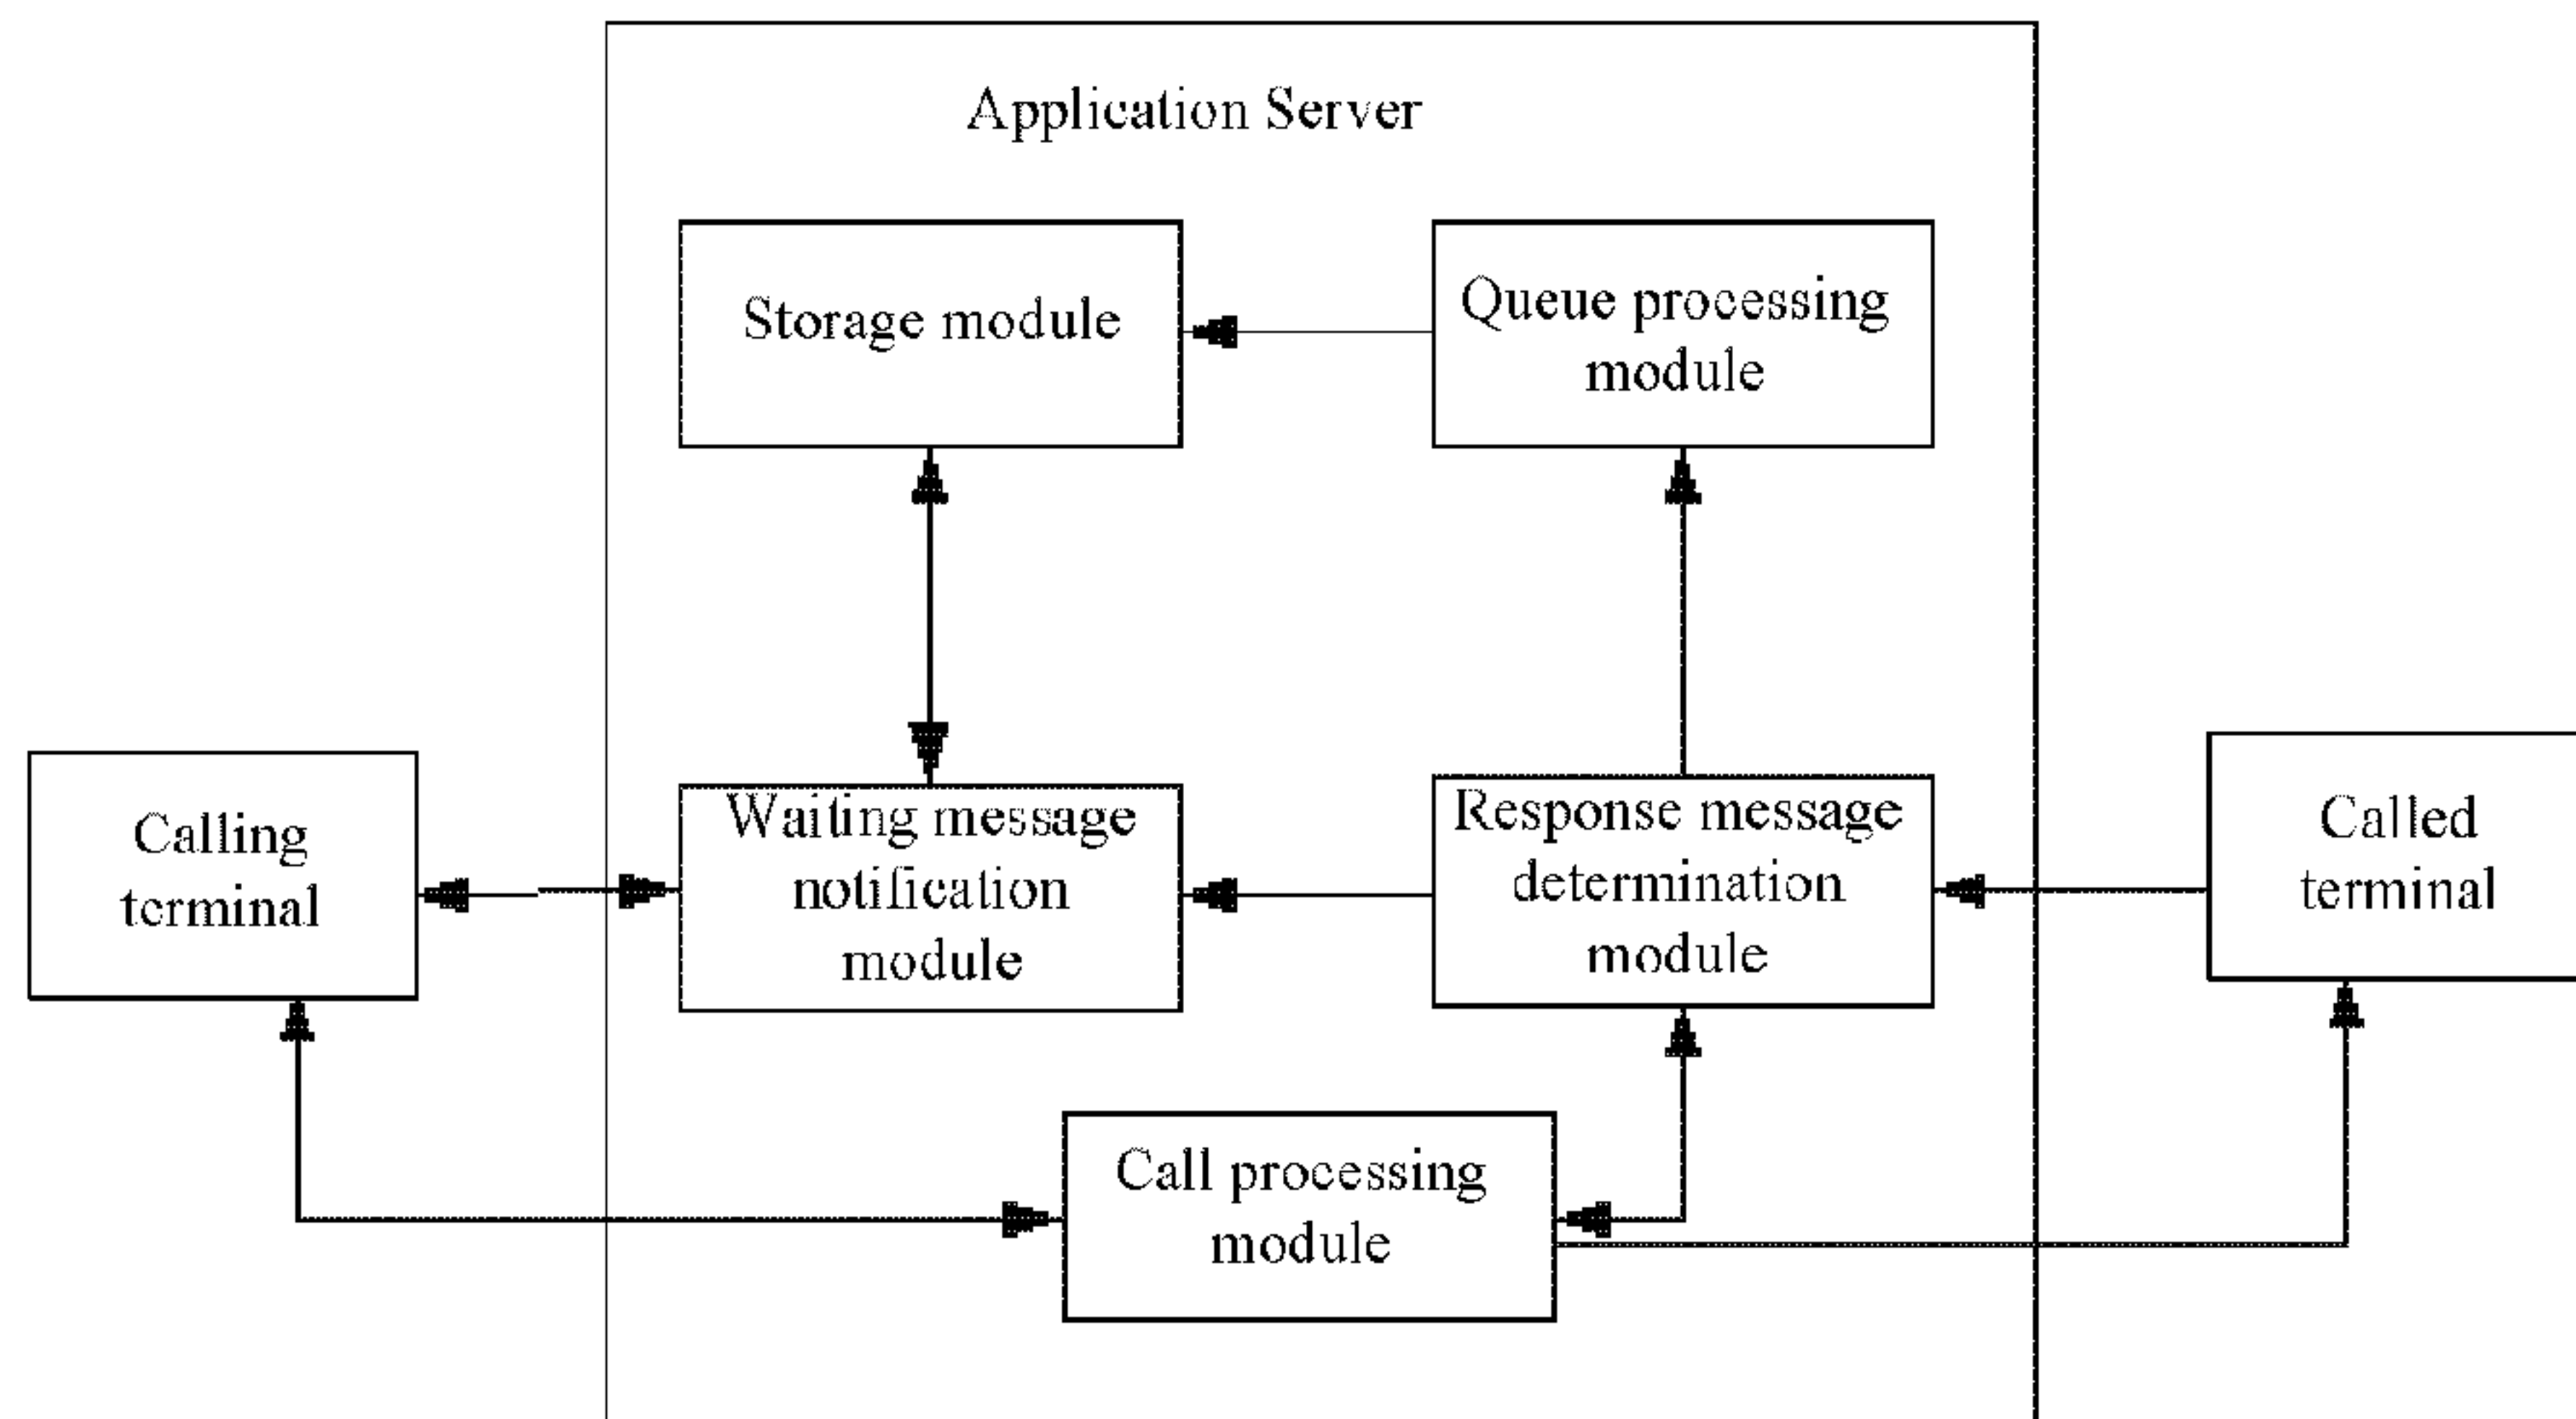 Application Server
Storage module
Queue processing
module
Calling
terminal
Waiting message
notification
module
Response message
determination
module
Called
terminal
Call processing
module